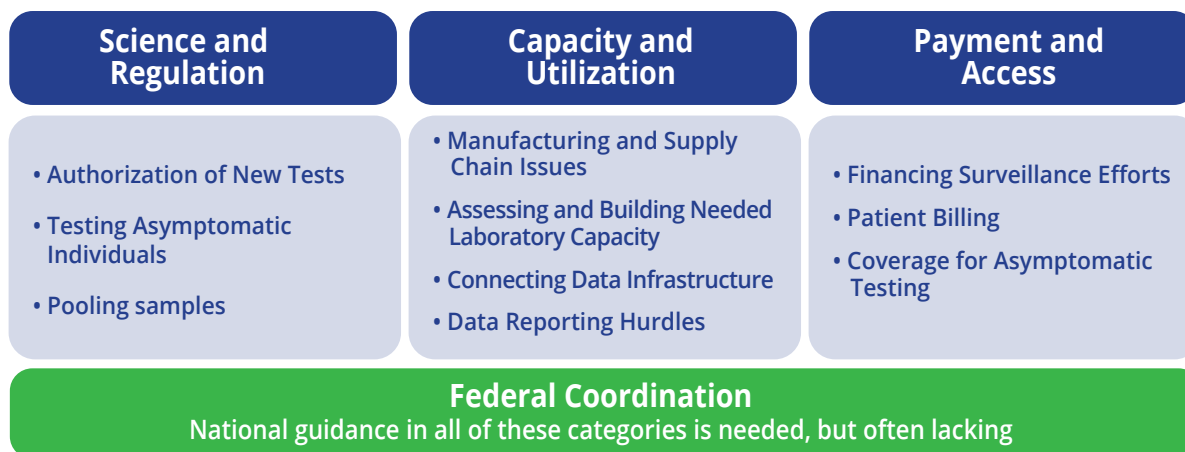 Science and
Regulation
• Authorization of New Tests
• Testing Asymptomatic
Individuals
• Pooling samples
Capacity and
Utilization
• Manufacturing and Supply
Chain Issues
• Assessing and Building Needed
Laboratory Capacity
• Connecting Data Infrastructure
• Data Reporting Hurdles
Payment and
Access
• Financing Surveillance Efforts
• Patient Billing
• Coverage for Asymptomatic
Testing
Federal Coordination
National guidance in all of these categories is needed, but often lacking